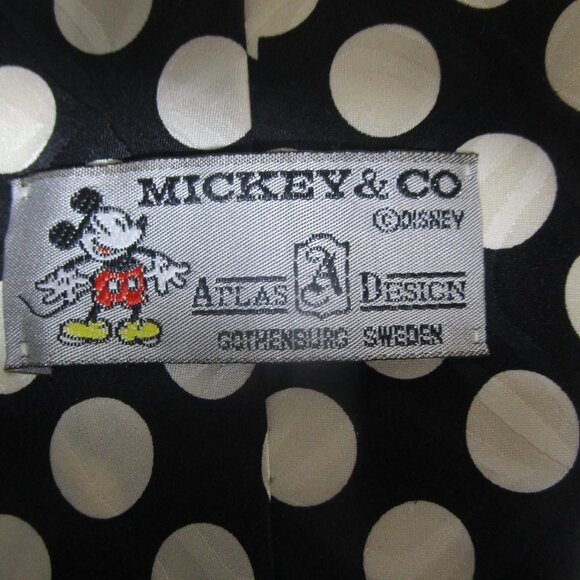 MICKEY & CO
©DISNEY
ATLAS A DESIGN
GOTHENBURG SWEDEN